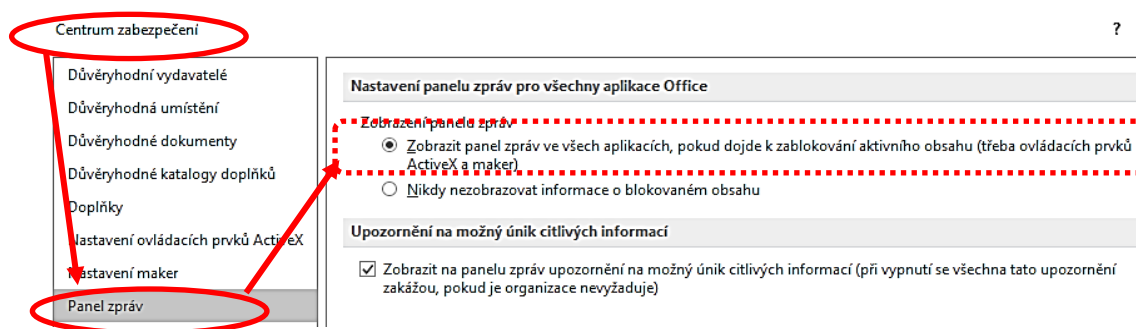 Centrum zabezpečení
?
Důvěryhodní vydavatelé
Důvěryhodná umístění
Důvěryhodné dokumenty
Důvěryhodné katalogy doplňků
Doplňky
Nastavení ovládacích prvků ActiveX
Nastavení maker
Panel zpráv
Nastavení panelu zpráv pro všechny aplikace Office
Zobrazení panelu zpráv
Zobrazit panel zpráv ve všech aplikacích, pokud dojde k zablokování aktivního obsahu (třeba ovládacích prvků
ActiveX a maker)
Nikdy nezobrazovat informace o blokovaném obsahu
Upozornění na možný únik citlivých informací
Zobrazit na panelu zpráv upozornění na možný únik citlivých informací (při vypnutí se všechna tato upozornění
zakážou, pokud je organizace nevyžaduje)